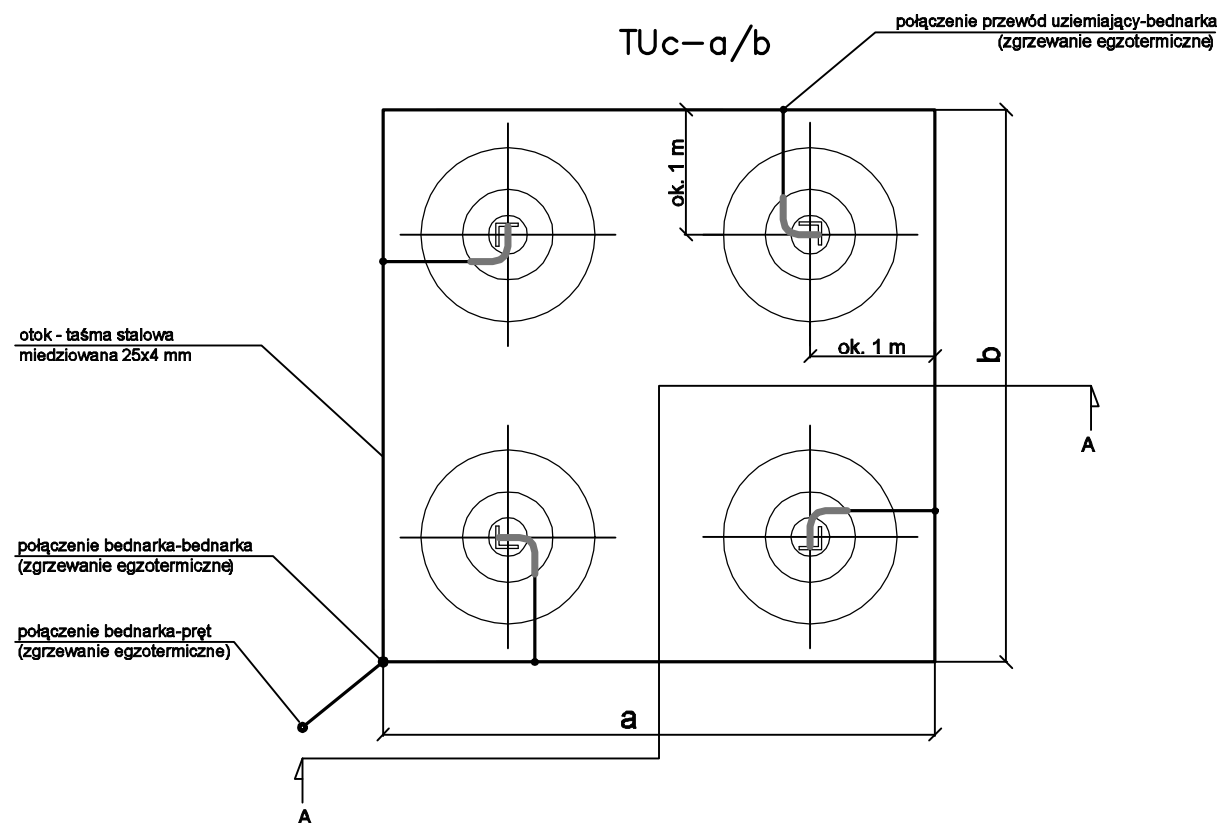 TUc-a/b
połączenie przewód uziemiający-bednarka
(zgrzewanie egzotermiczne)
ok. 1 m
otok - taśma stalowa
miedziowana 25x4 mm
ok. 1 m
b
A
połączenie bednarka-bednarka
(zgrzewanie egzotermiczne)
połączenie bednarka-pręt
(zgrzewanie egzotermiczne)
a
A